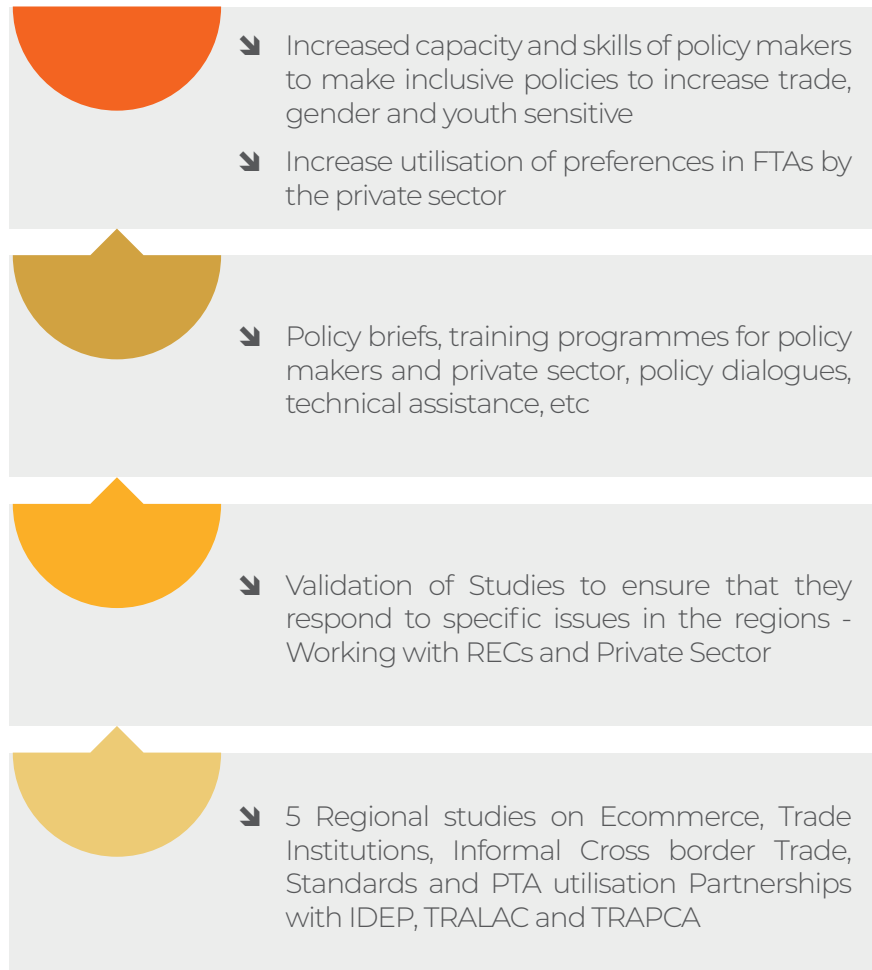 Increased capacity and skills of policy makers
to make inclusive policies to increase trade,
gender and youth sensitive
Increase utilisation of preferences in FTAs by
the private sector
Policy briefs, training programmes for policy
makers and private sector, policy dialogues,
technical assistance, etc
Validation of Studies to ensure that they
respond to specific issues in the regions -
Working with RECs and Private Sector
5 Regional studies on Ecommerce, Trade
Institutions, Informal Cross border Trade,
Standards and PTA utilisation Partnerships
with IDEP, TRALAC and TRAPCA